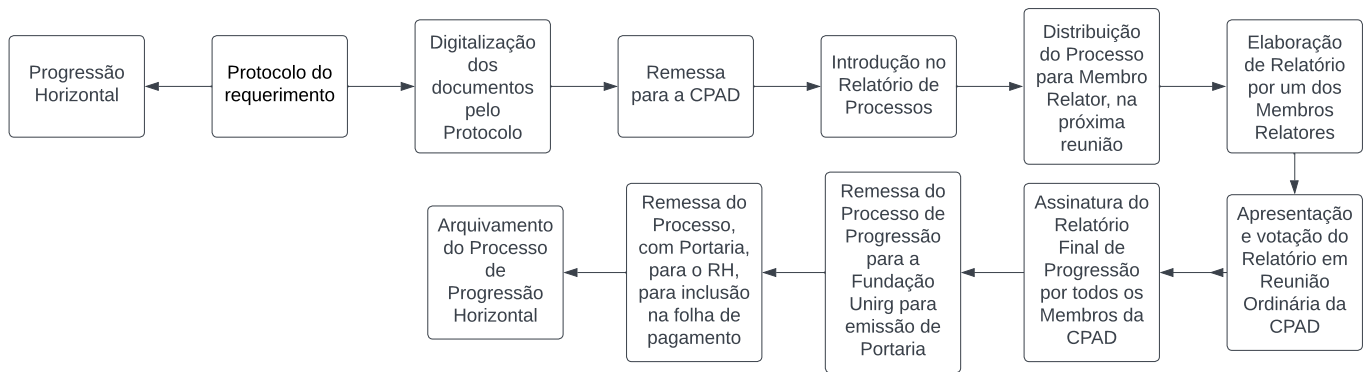 Progressão
Horizontal
Protocolo do
requerimento
Digitalização
dos
documentos
pelo
Protocolo
Remessa
para a CPAD
Introdução no
Relatório de
Processos
Distribuição
do Processo
para Membro
Relator, na
próxima
reunião
Elaboração
de Relatório
por um dos
Membros
Relatores
Apresentação
e votação do
Relatório em
Reunião
Ordinária da
CPAD
Assinatura do
Relatório
Final de
Progressão
por todos os
Membros da
CPAD
Remessa do
Processo de
Progressão
para a
Fundação
Unirg para
emissão de
Portaria
Remessa do
Processo,
com Portaria,
para o RH,
para inclusão
na folha de
pagamento
Arquivamento
do Processo
de
Progressão
Horizontal